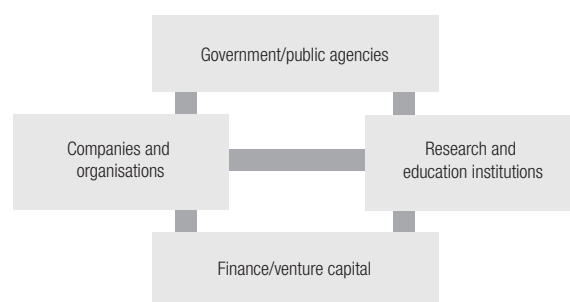 Government/public agencies
Companies and
organisations
Research and
education institutions
Finance/venture capital